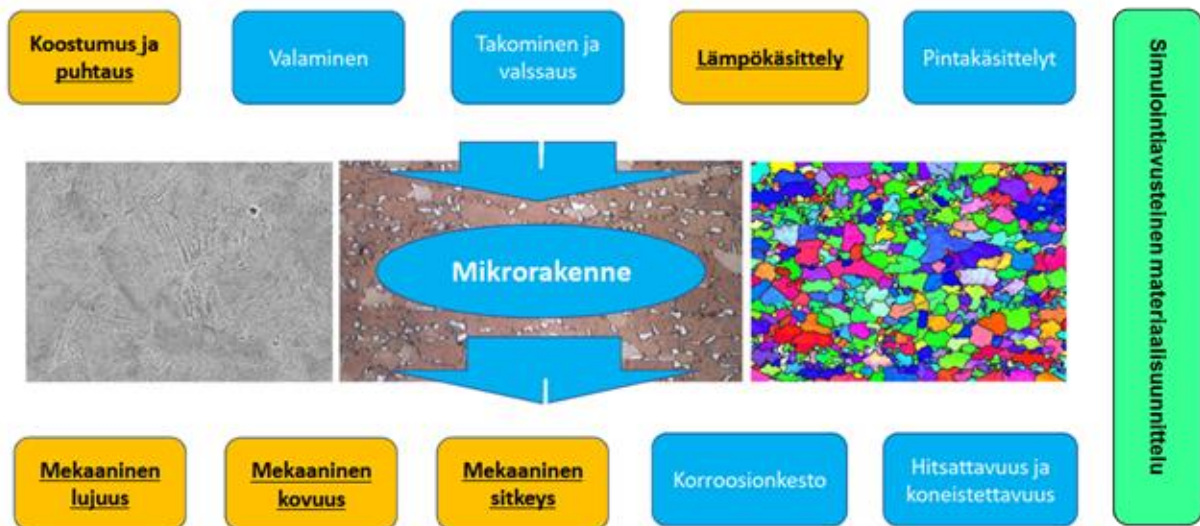 Koostumus ja
puhtaus
Valaminen
Takominen ja
valssaus
Lämpökäsittely
Pintakäsittelyt
Mikrorakenne
Mekaaninen
lujuus
Mekaaninen
kovuus
Mekaaninen
sitkeys
Korroosionkesto
Hitsattavuus ja
koneistettavuus
Simulointiavusteinen materiaalisuunnittelu